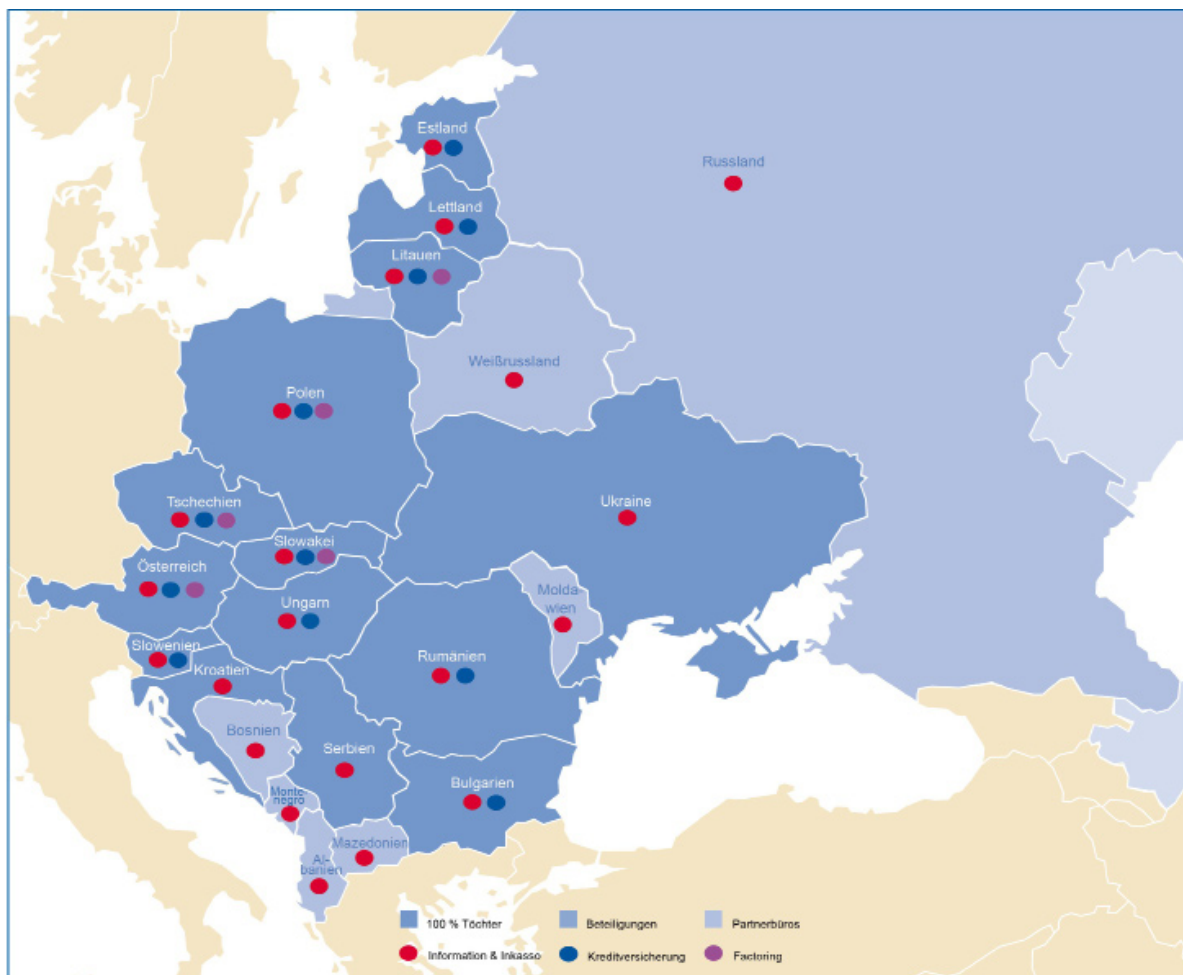 Estland
Russland
Lettland
Litauen
Weißrussland
Polen
Tschechien
Ukraine
Slowakei
Österreich
Molda-
wien
Ungarn
Slowenien
Rumänien
Kroatien
Bosnien
Serbien
Bulgarien
Monte-
negro
Mazedonien
Al-
banien
100 % Töchter
Beteiligungen
Partnerbüros
Information & Inkasso
Kreditversicherung
Factoring